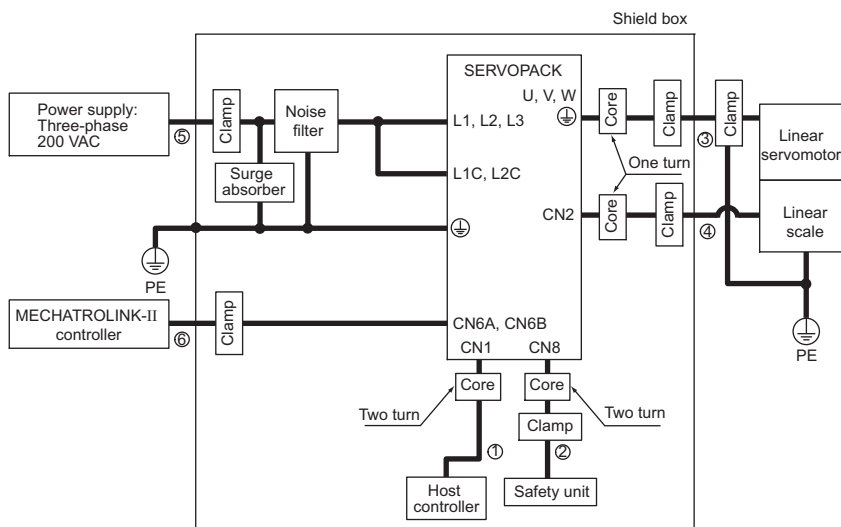 Shield box
SERVOPACK
U, V, W
Power supply:
Three-phase
200 VAC
⑤
Clamp
Noise
filter
L1, L2, L3
Core
Clamp
③
Clamp
Linear
servomotor
Surge
absorber
L1C, L2C
One turn
CN2
Core
Clamp
④
Linear
scale
PE
MECHATROLINK-II
controller
⑥
Clamp
CN6A, CN6B
PE
CN1
CN8
Two turn
Core
Core
Two turn
Clamp
①
②
Host
controller
Safety unit